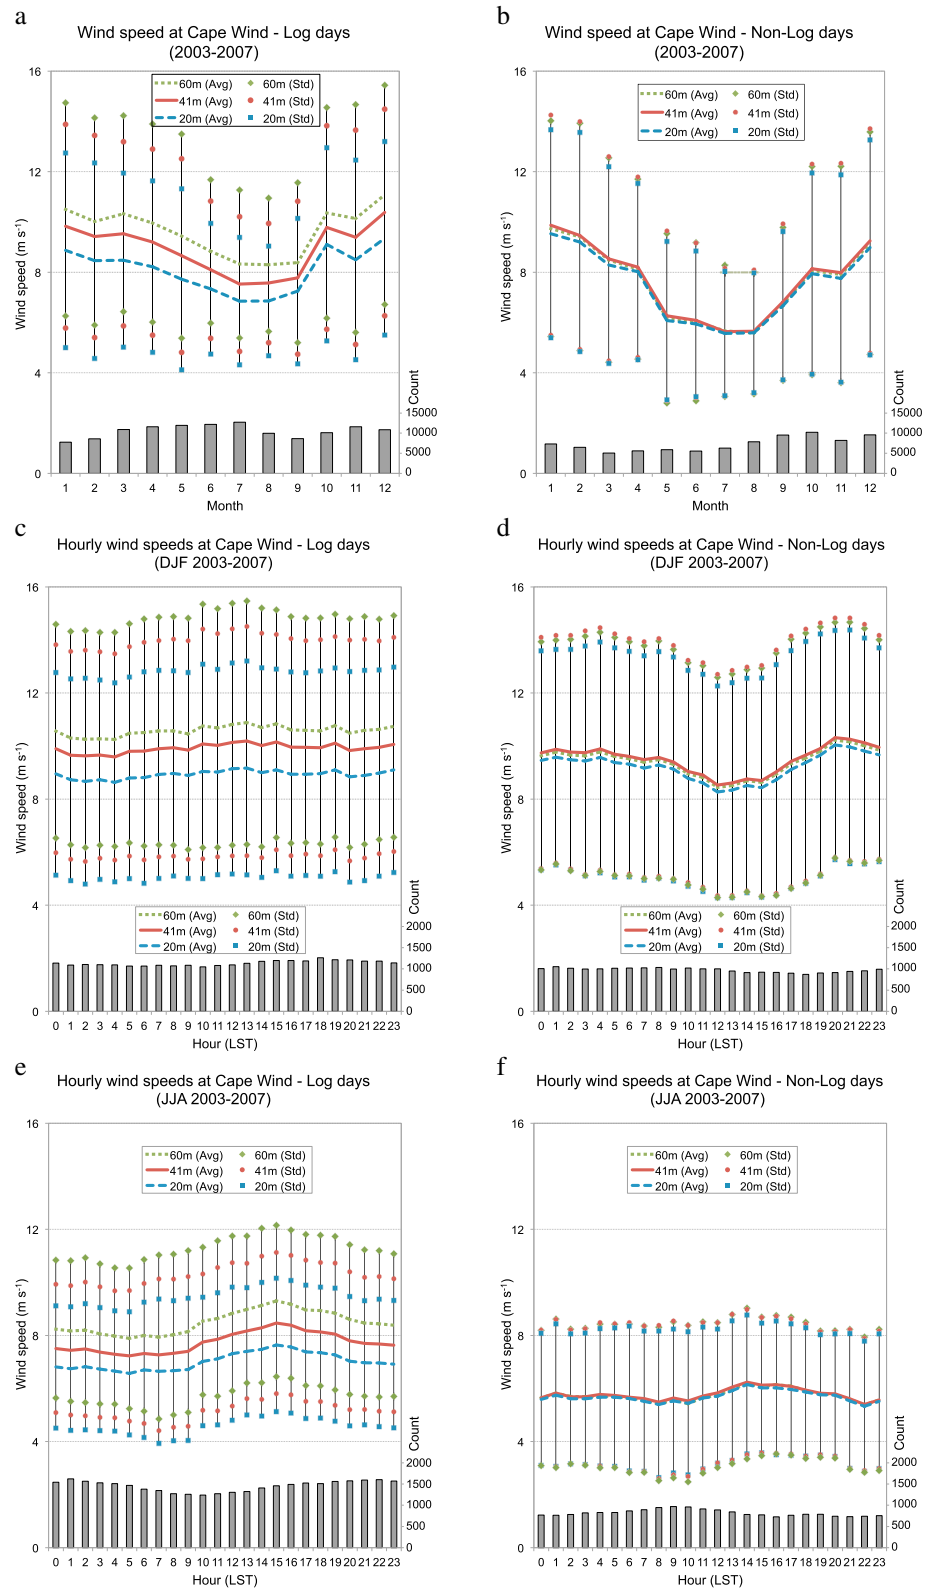 a
Wind speed at Cape Wind - Log days
(2003-2007)
16
12
8
4
0
Wind speed (m s-1)
60m (Avg) 60m (Std)
41m (Avg) 41m (Std)
20m (Avg) 20m (Std)
Count
15000
10000
5000
0
1 2 3 4 5 6 7 8 9 10 11 12
Month
b
Wind speed at Cape Wind - Non-Log days
(2003-2007)
16
12
8
4
0
Wind speed (m s-1)
60m (Avg) 60m (Std)
41m (Avg) 41m (Std)
20m (Avg) 20m (Std)
Count
15000
10000
5000
0
1 2 3 4 5 6 7 8 9 10 11 12
Month
c
Hourly wind speeds at Cape Wind - Log days
(DJF 2003-2007)
16
12
8
4
0
Wind speed (m s-1)
60m (Avg) 60m (Std)
41m (Avg) 41m (Std)
20m (Avg) 20m (Std)
Count
2000
1500
1000
500
0
0 1 2 3 4 5 6 7 8 9 10 11 12 13 14 15 16 17 18 19 20 21 22 23
Hour (LST)
d
Hourly wind speeds at Cape Wind - Non-Log days
(DJF 2003-2007)
16
12
8
4
0
Wind speed (m s-1)
60m (Avg) 60m (Std)
41m (Avg) 41m (Std)
20m (Avg) 20m (Std)
Count
2000
1500
1000
500
0
0 1 2 3 4 5 6 7 8 9 10 11 12 13 14 15 16 17 18 19 20 21 22 23
Hour (LST)
e
Hourly wind speeds at Cape Wind - Log days
(JJA 2003-2007)
16
12
8
4
0
Wind speed (m s-1)
60m (Avg) 60m (Std)
41m (Avg) 41m (Std)
20m (Avg) 20m (Std)
Count
2000
1500
1000
500
0
0 1 2 3 4 5 6 7 8 9 10 11 12 13 14 15 16 17 18 19 20 21 22 23
Hour (LST)
f
Hourly wind speeds at Cape Wind - Non-Log days
(JJA 2003-2007)
16
12
8
4
0
Wind speed (m s-1)
60m (Avg) 60m (Std)
41m (Avg) 41m (Std)
20m (Avg) 20m (Std)
Count
2000
1500
1000
500
0
0 1 2 3 4 5 6 7 8 9 10 11 12 13 14 15 16 17 18 19 20 21 22 23
Hour (LST)